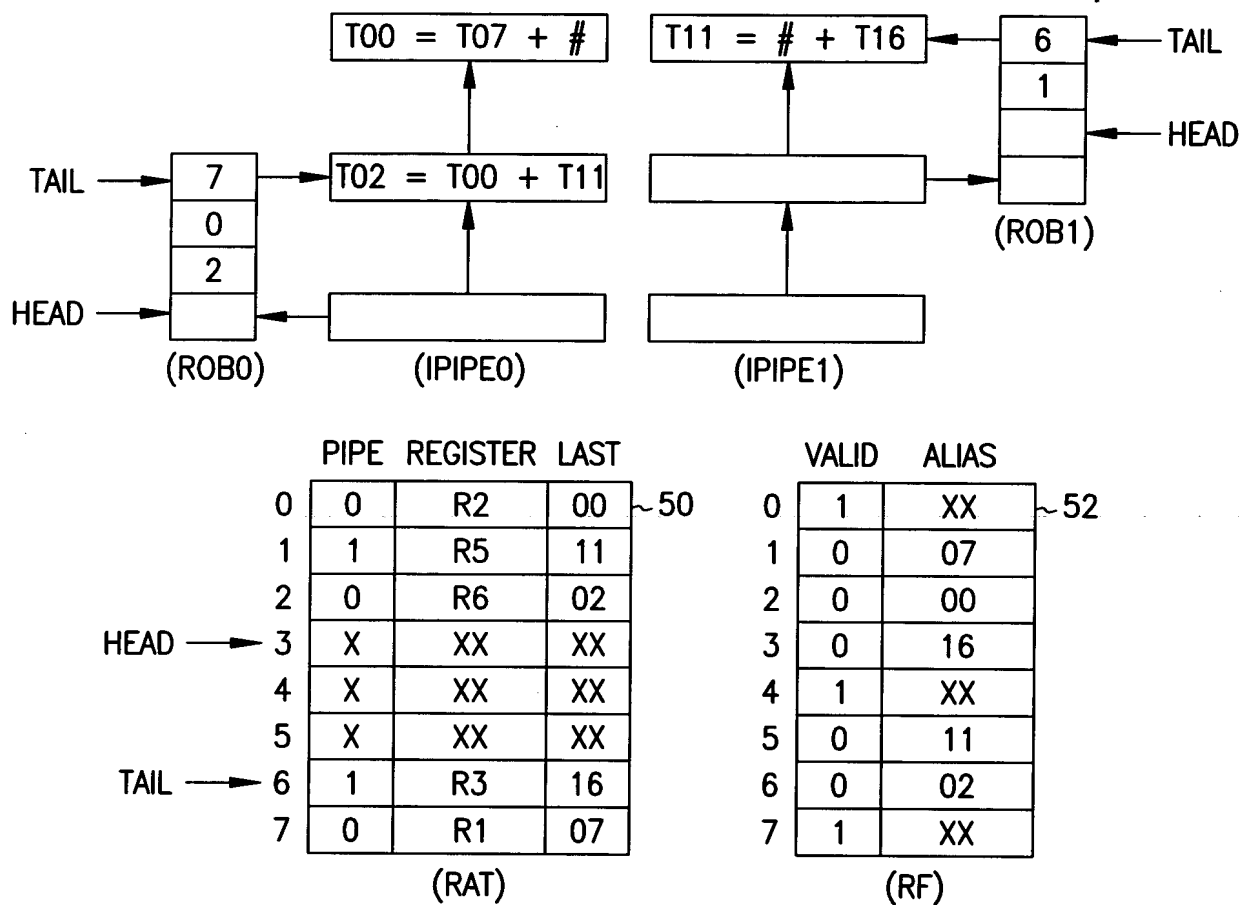 T00 = T07 + #
T11 = # + T16
6
TAIL
1
HEAD
TAIL
7
T02 = T00 + T11
0
(ROB1)
2
HEAD
(ROB0)
(IPIPE0)
(IPIPE1)
PIPE REGISTER LAST
0 0 R2 00 50
1 1 R5 11
2 0 R6 02
HEAD 3 X XX XX
4 X XX XX
5 X XX XX
TAIL 6 1 R3 16
7 0 R1 07
(RAT)
VALID ALIAS
0 1 XX 52
1 0 07
2 0 00
3 0 16
4 1 XX
5 0 11
6 0 02
7 1 XX
(RF)